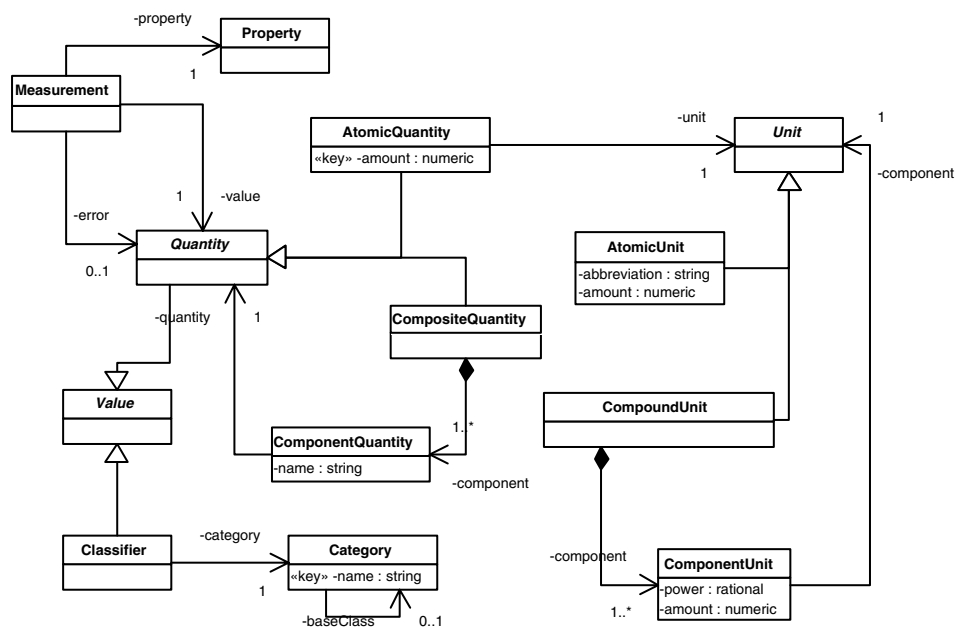 -property
Property
1
Measurement
AtomicQuantity
«key» -amount : numeric
-unit
1
Unit
1
-component
1
-value
-error
0..1
Quantity
AtomicUnit
-abbreviation : string
-amount : numeric
-quantity
1
CompositeQuantity
Value
CompoundUnit
1..*
ComponentQuantity
-name : string
-component
Classifier
-category
1
Category
«key» -name : string
-baseClass
0..1
-component
1..*
ComponentUnit
-power : rational
-amount : numeric